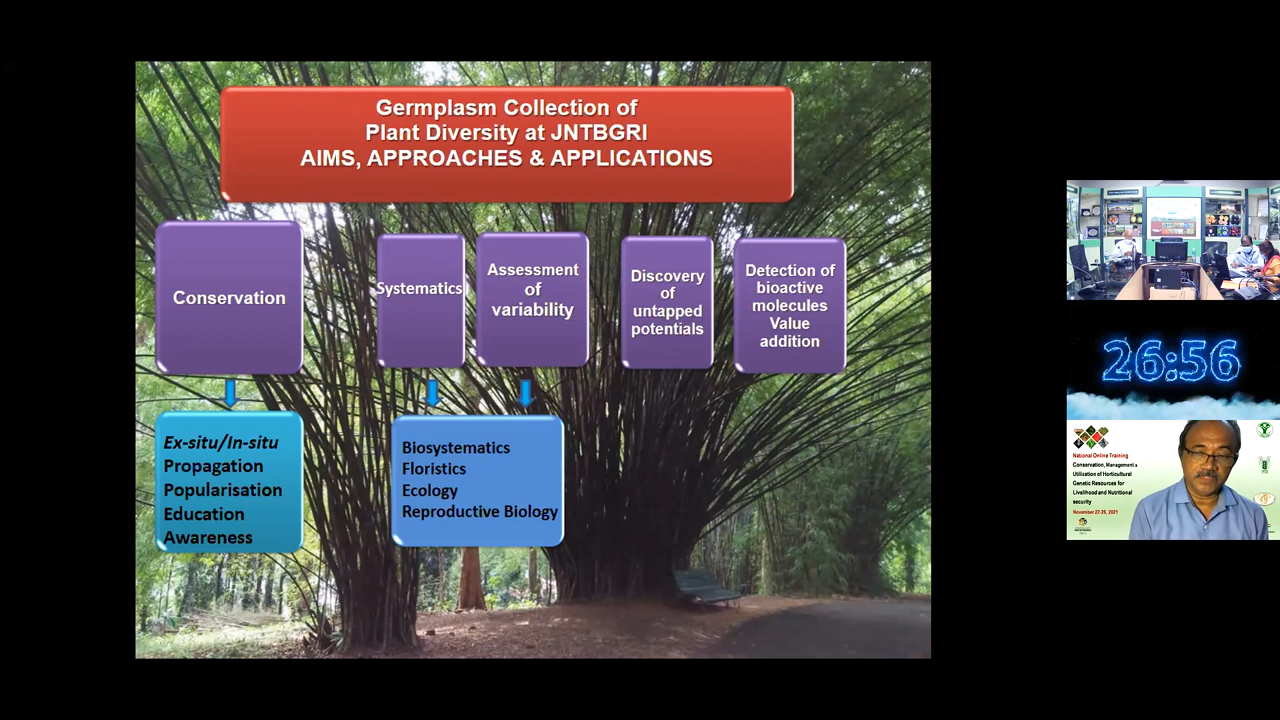 Germplasm Collection of
Plant Diversity at JNTBGRI
AIMS, APPROACHES & APPLICATIONS
Conservation
Systematics
Assessment
of
variability
Discovery
of
untapped
potentials
Detection of
bioactive
molecules
Value
addition
Ex-situ/In-situ
Propagation
Popularisation
Education
Awareness
Biosystematics
Floristics
Ecology
Reproductive Biology
26:56
National Online Training
Conservation, Management &
Utilization of Horticultural
Genetic Resources for
Livelihood and Nutritional
security
November 22-26, 2021